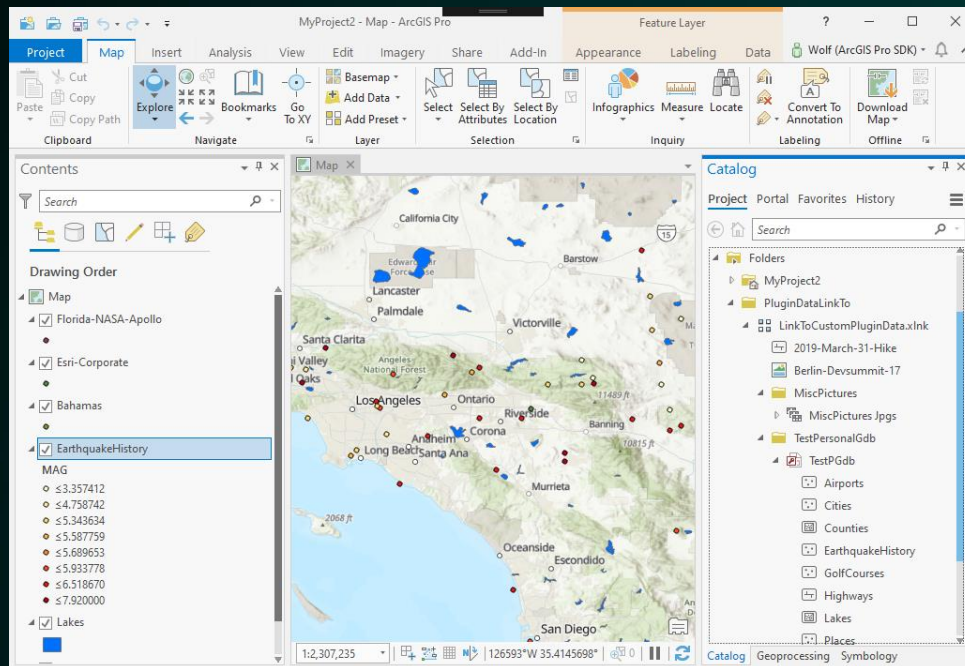 MyProject2 - Map - ArcGIS Pro
Feature Layer
?
Project Map Insert Analysis View Edit Imagery Share Add-In Appearance Labeling Data Wolf (ArcGIS Pro SDK)
Paste
Cut
Copy
Copy Path
Clipboard
Explore
Bookmarks
Go To XY
Navigate
Basemap
Add Data
Add Preset
Layer
Select
Select By Attributes
Select By Location
Selection
Infographics
Measure
Locate
Inquiry
Convert To Annotation
Labeling
Download Map
Offline
Contents
Search
Drawing Order
Map
Florida-NASA-Apollo
Esri-Corporate
Bahamas
EarthquakeHistory
MAG
≤3.357412
≤4.758742
≤5.343634
≤5.587759
≤5.689653
≤5.933778
≤6.518670
≤7.920000
Lakes
Map
California City
15
Barstow
Lancaster
Palmdale
Victorville
Santa Clarita
Angeles
National Forest
11489 ft
Los Angeles
Ontario
Riverside
Corona
Banning
Anaheim
10815 ft
Long Beach
Santa Ana
Murrieta
2068 ft
Oceanside
Escondido
San Diego
1:2,307,235
126593°W 35.4145698°
0
Catalog
Project Portal Favorites History
Search
Folders
MyProject2
PluginDataLinkTo
LinkToCustomPluginData.xlnk
2019-March-31-Hike
Berlin-Devsummit-17
MiscPictures
MiscPictures Jpgs
TestPersonalGdb
TestPGdb
Airports
Cities
Counties
EarthquakeHistory
GolfCourses
Highways
Lakes
Places
Catalog Geoprocessing Symbology